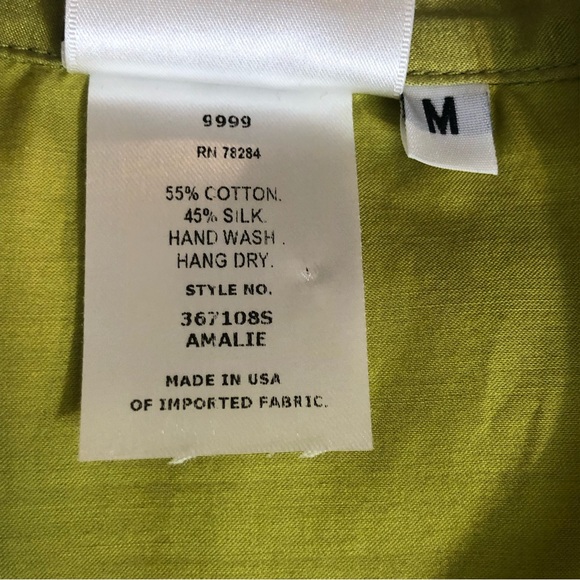 9999
RN 78284
55% COTTON.
45% SILK.
HAND WASH.
HANG DRY.
STYLE NO.
367108S
AMALIE
MADE IN USA
OF IMPORTED FABRIC.
M